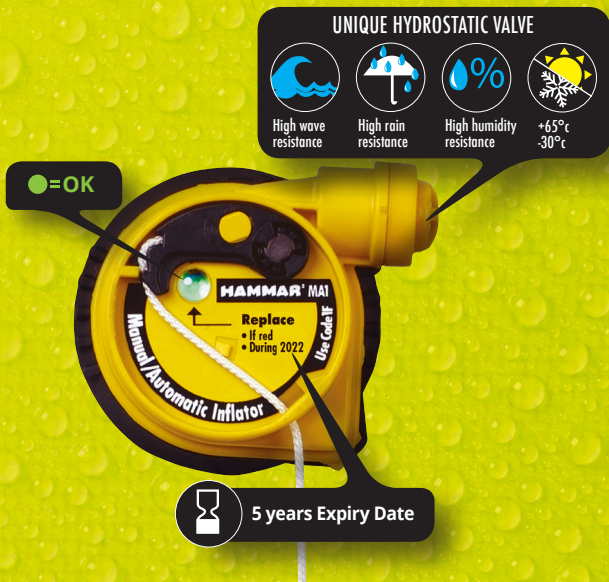 UNIQUE HYDROSTATIC VALVE
%
High wave
resistance
High rain
resistance
High humidity
resistance
+65°c
-30°c
=OK
HAMMAR® MA1
Replace
• If red
• During 2022
Use Code 1F
Manual/Automatic Inflator
5 years Expiry Date